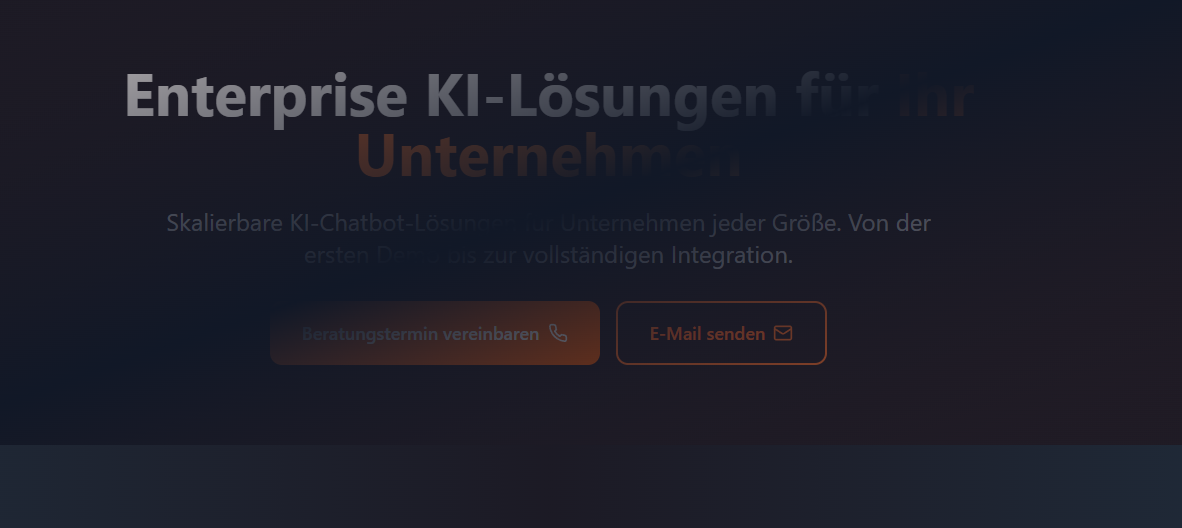 Enterprise KI-Lösungen für Ihr
Unternehmen
Skalierbare KI-Chatbot-Lösungen für Unternehmen jeder Größe. Von der
ersten Demo bis zur vollständigen Integration.
Beratungstermin vereinbaren
E-Mail senden